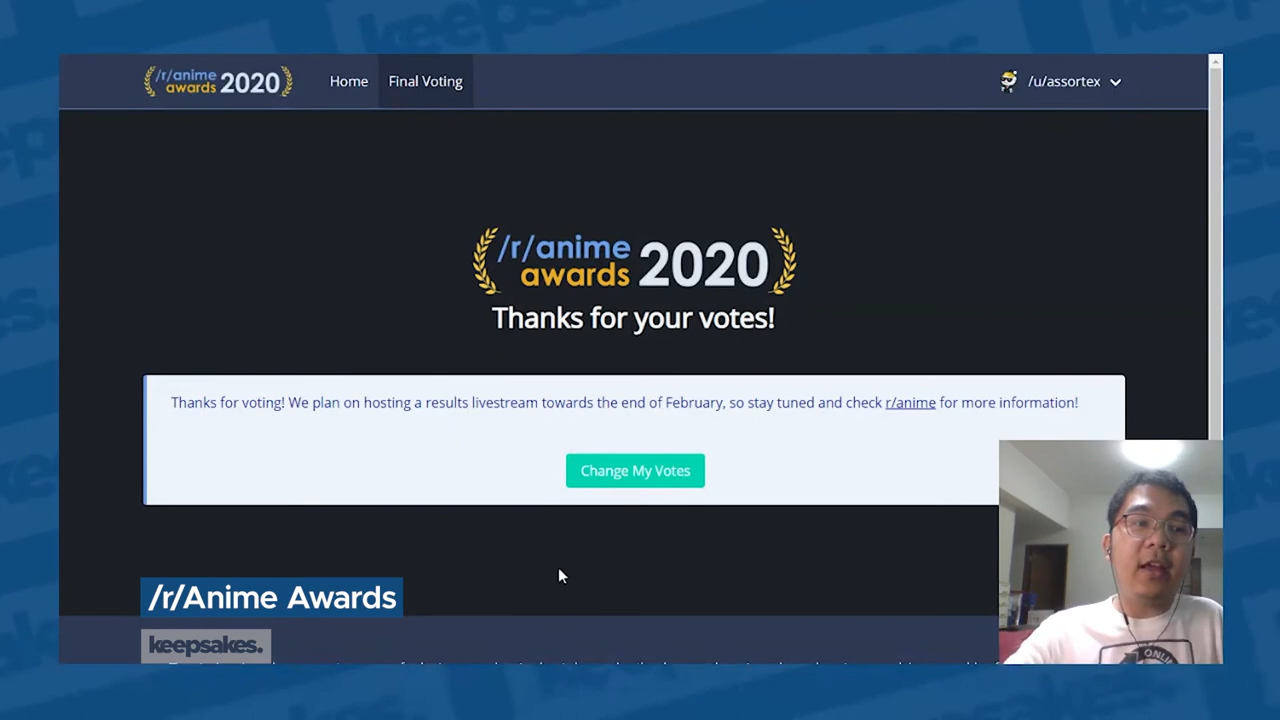 /r/anime awards 2020
Home
Final Voting
/u/assortex
/r/anime
awards 2020
Thanks for your votes!
Thanks for voting! We plan on hosting a results livestream towards the end of February, so stay tuned and check r/anime for more information!
Change My Votes
/r/Anime Awards
keepsakes.
ONLINE